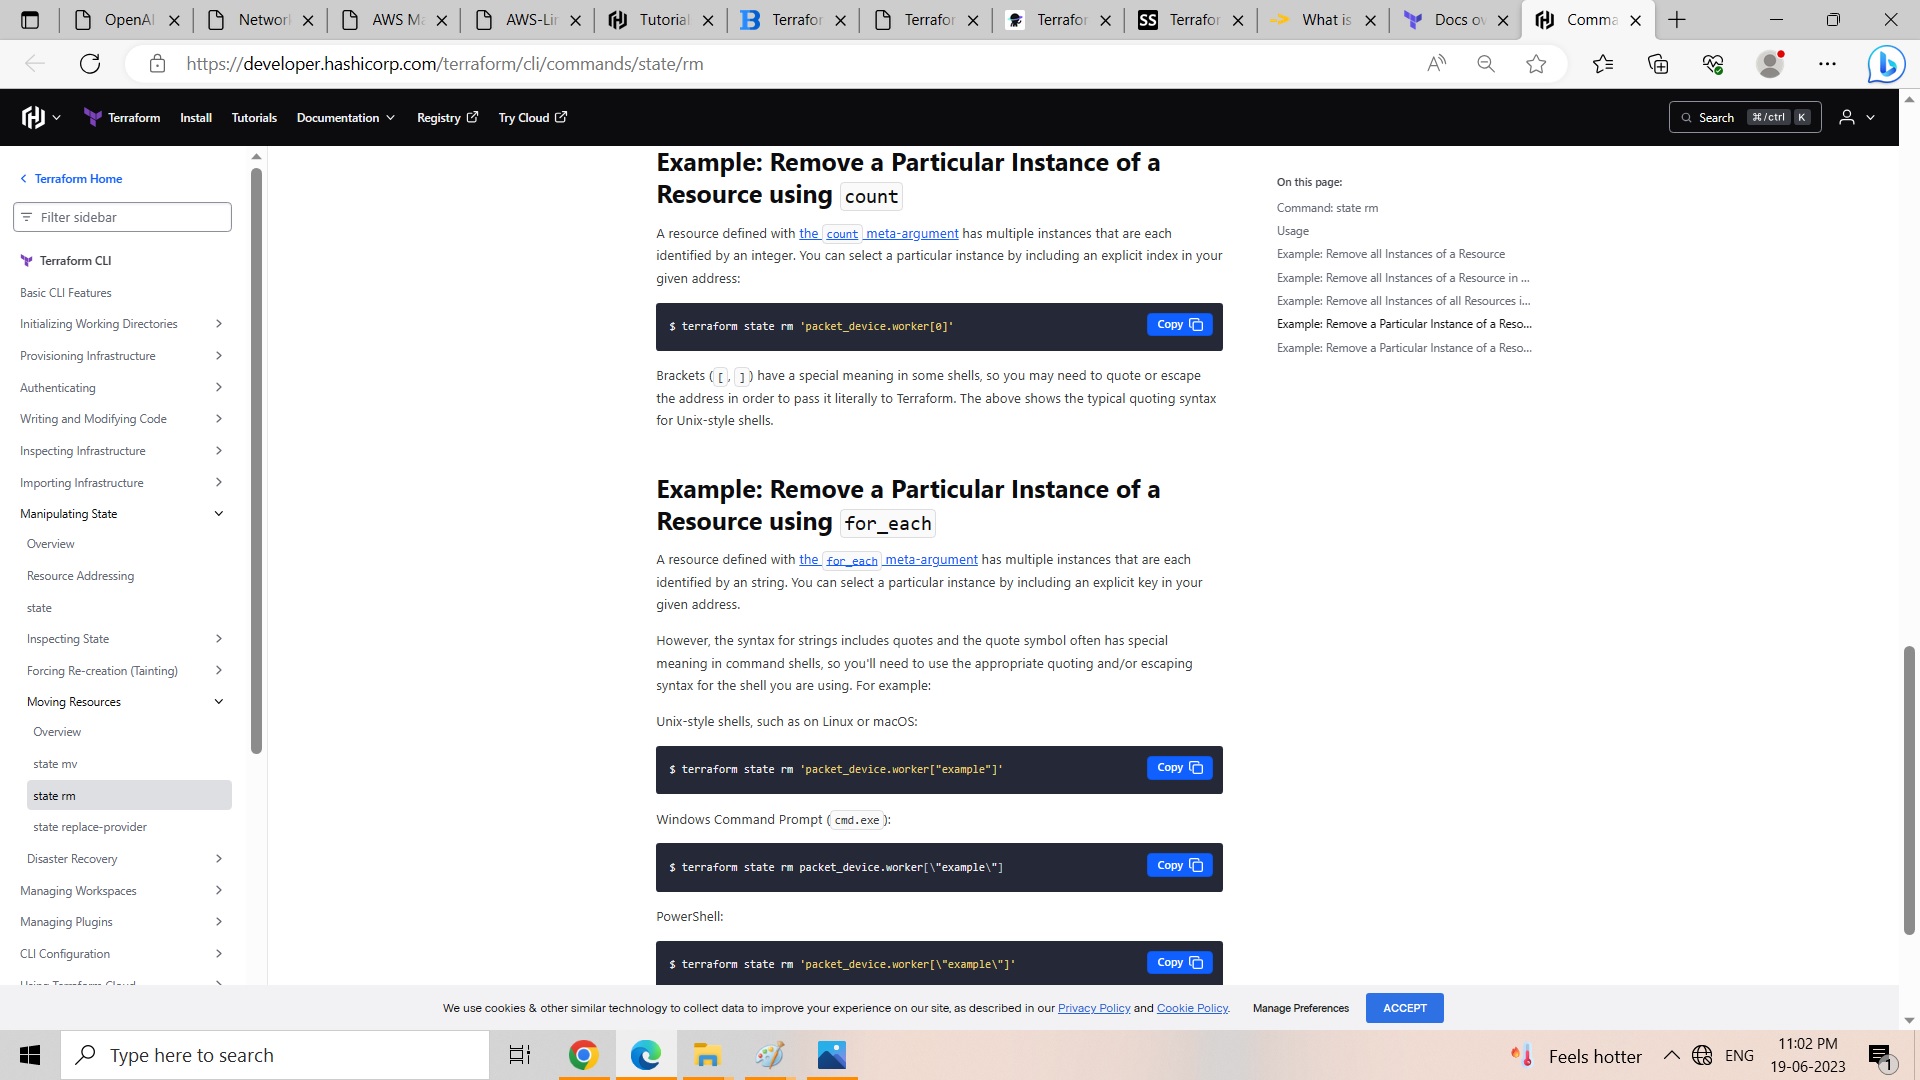 OpenAI
Networ
AWS Ma
AWS-Lin
Tutorial
Terrafor
Terrafor
Terrafor
Terrafor
What is
Docs ov
Comma
https://developer.hashicorp.com/terraform/cli/commands/state/rm
Terraform Install Tutorials Documentation Registry Try Cloud
Search ⌘/ctrl K
Terraform Home
Filter sidebar
Terraform CLI
Basic CLI Features
Initializing Working Directories
Provisioning Infrastructure
Authenticating
Writing and Modifying Code
Inspecting Infrastructure
Importing Infrastructure
Manipulating State
Overview
Resource Addressing
state
Inspecting State
Forcing Re-creation (Tainting)
Moving Resources
Overview
state mv
state rm
state replace-provider
Disaster Recovery
Managing Workspaces
Managing Plugins
CLI Configuration
Using Terraform Cloud
Example: Remove a Particular Instance of a
Resource using count
A resource defined with the count meta-argument has multiple instances that are each
identified by an integer. You can select a particular instance by including an explicit index in your
given address:
$ terraform state rm 'packet_device.worker[0]'
Copy
Brackets ([, ]) have a special meaning in some shells, so you may need to quote or escape
the address in order to pass it literally to Terraform. The above shows the typical quoting syntax
for Unix-style shells.
Example: Remove a Particular Instance of a
Resource using for_each
A resource defined with the for_each meta-argument has multiple instances that are each
identified by an string. You can select a particular instance by including an explicit key in your
given address.
However, the syntax for strings includes quotes and the quote symbol often has special
meaning in command shells, so you'll need to use the appropriate quoting and/or escaping
syntax for the shell you are using. For example:
Unix-style shells, such as on Linux or macOS:
$ terraform state rm 'packet_device.worker["example"]'
Copy
Windows Command Prompt (cmd.exe):
$ terraform state rm packet_device.worker[\"example\"]
Copy
PowerShell:
$ terraform state rm 'packet_device.worker[\"example\"]'
Copy
On this page:
Command: state rm
Usage
Example: Remove all Instances of a Resource
Example: Remove all Instances of a Resource in ...
Example: Remove all Instances of all Resources i...
Example: Remove a Particular Instance of a Reso...
Example: Remove a Particular Instance of a Reso...
We use cookies & other similar technology to collect data to improve your experience on our site, as described in our Privacy Policy and Cookie Policy. Manage Preferences ACCEPT
Type here to search
Feels hotter
ENG
11:02 PM
19-06-2023
1